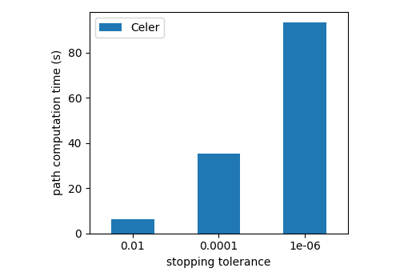 Celer
80
60
40
20
0
path computation time (s)
0.01 0.0001 1e-06
stopping tolerance